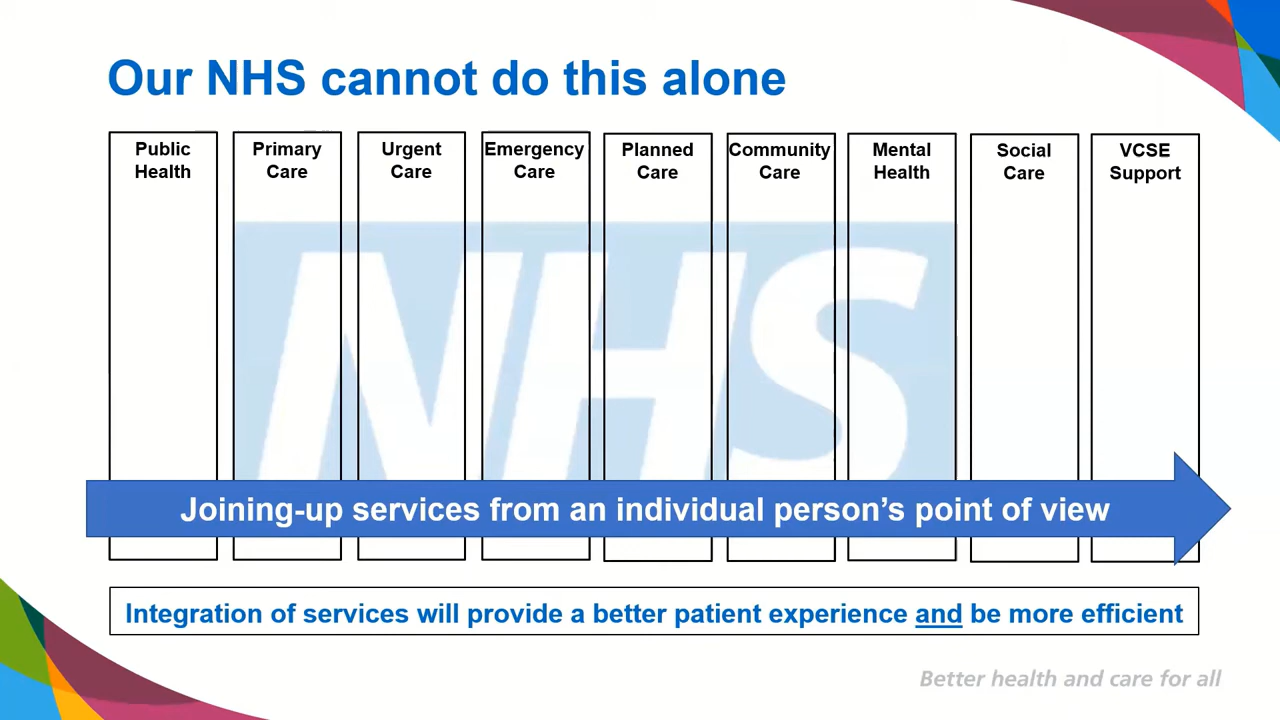 Our NHS cannot do this alone
Public
Health
Primary
Care
Urgent
Care
Emergency
Care
Planned
Care
Community
Care
Mental
Health
Social
Care
VCSE
Support
NHS
Joining-up services from an individual person’s point of view
Integration of services will provide a better patient experience and be more efficient
Better health and care for all